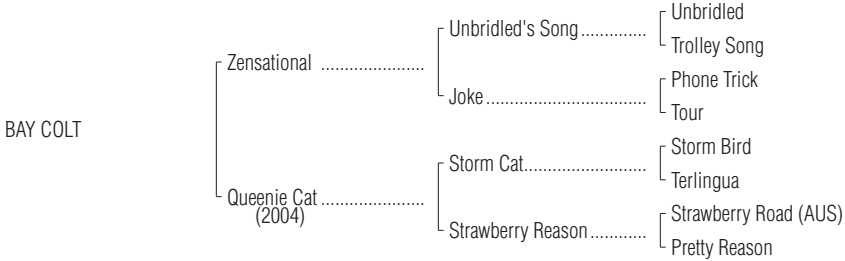 Unbridled
Unbridled's Song..............
Trolley Song
Zensational ......................
Phone Trick
Joke..................................
Tour
BAY COLT
Storm Bird
Storm Cat..........................
Terlingua
Queenie Cat ......................
(2004)
Strawberry Road (AUS)
Strawberry Reason............
Pretty Reason